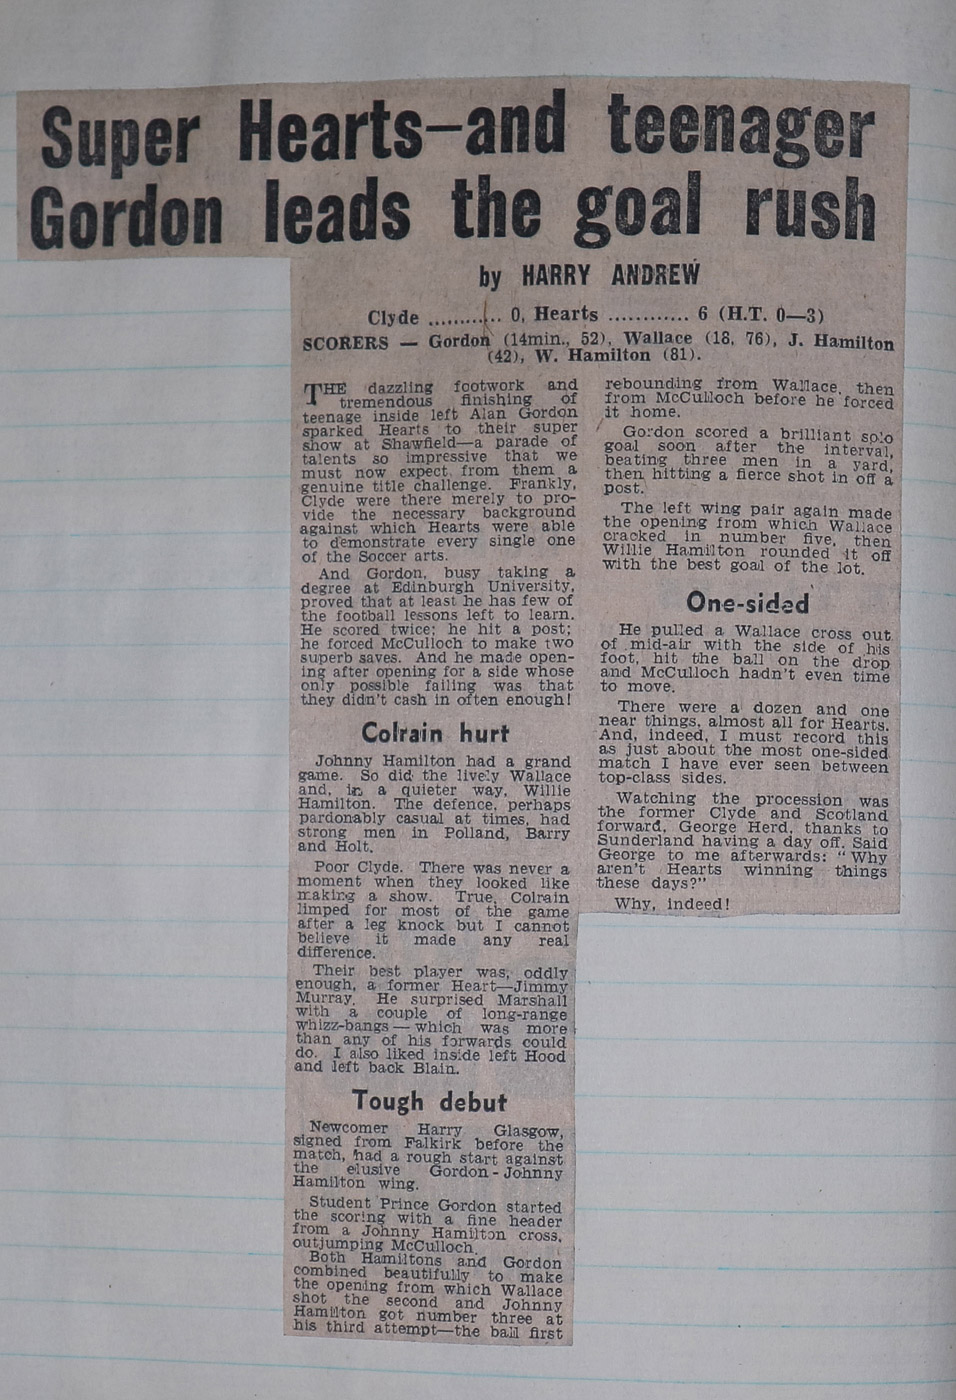 Super Hearts—and teenager
Gordon leads the goal rush
by HARRY ANDREW
Clyde ............ 0, Hearts ............ 6 (H.T. 0—3)
SCORERS — Gordon (14min., 52), Wallace (18, 76), J. Hamilton
(42), W. Hamilton (81).
THE dazzling footwork and
tremendous finishing of
teenage inside left Alan Gordon
sparked Hearts to their super
show at Shawfield—a parade of
talents so impressive that we
must now expect from them a
genuine title challenge. Frankly,
Clyde were there merely to pro-
vide the necessary background
against which Hearts were able
to demonstrate every single one
of the Soccer arts.
And Gordon, busy taking a
degree at Edinburgh University,
proved that at least he has few of
the football lessons left to learn.
He scored twice; he hit a post;
he forced McCulloch to make two
superb saves. And he made open-
ing after opening for a side whose
only possible failing was that
they didn't cash in often enough!
Colrain hurt
Johnny Hamilton had a grand
game. So did the lively Wallace
and, in a quieter way, Willie
Hamilton. The defence, perhaps
pardonably casual at times, had
strong men in Polland, Barry
and Holt.
Poor Clyde. There was never a
moment when they looked like
making a show. True, Colrain
limped for most of the game
after a leg knock but I cannot
believe it made any real
difference.
Their best player was, oddly
enough, a former Heart—Jimmy
Murray. He surprised Marshall
with a couple of long-range
whizz-bangs — which was more
than any of his forwards could
do. I also liked inside left Hood
and left back Blain.
Tough debut
Newcomer Harry Glasgow,
signed from Falkirk before the
match, had a rough start against
the elusive Gordon - Johnny
Hamilton wing.
Student Prince Gordon started
the scoring with a fine header
from a Johnny Hamilton cross,
outjumping McCulloch.
Both Hamiltons and Gordon
combined beautifully to make
the opening from which Wallace
shot the second and Johnny
Hamilton got number three at
his third attempt—the ball first
rebounding from Wallace, then
from McCulloch before he forced
it home.
Gordon scored a brilliant solo
goal soon after the interval,
beating three men in a yard,
then hitting a fierce shot in off a
post.
The left wing pair again made
the opening from which Wallace
cracked in number five, then
Willie Hamilton rounded it off
with the best goal of the lot.
One-sided
He pulled a Wallace cross out
of mid-air with the side of his
foot, hit the ball on the drop
and McCulloch hadn't even time
to move.
There were a dozen and one
near things, almost all for Hearts.
And, indeed, I must record this
as just about the most one-sided
match I have ever seen between
top-class sides.
Watching the procession was
the former Clyde and Scotland
forward, George Herd, thanks to
Sunderland having a day off. Said
George to me afterwards: "Why
aren't Hearts winning things
these days?"
Why, indeed!